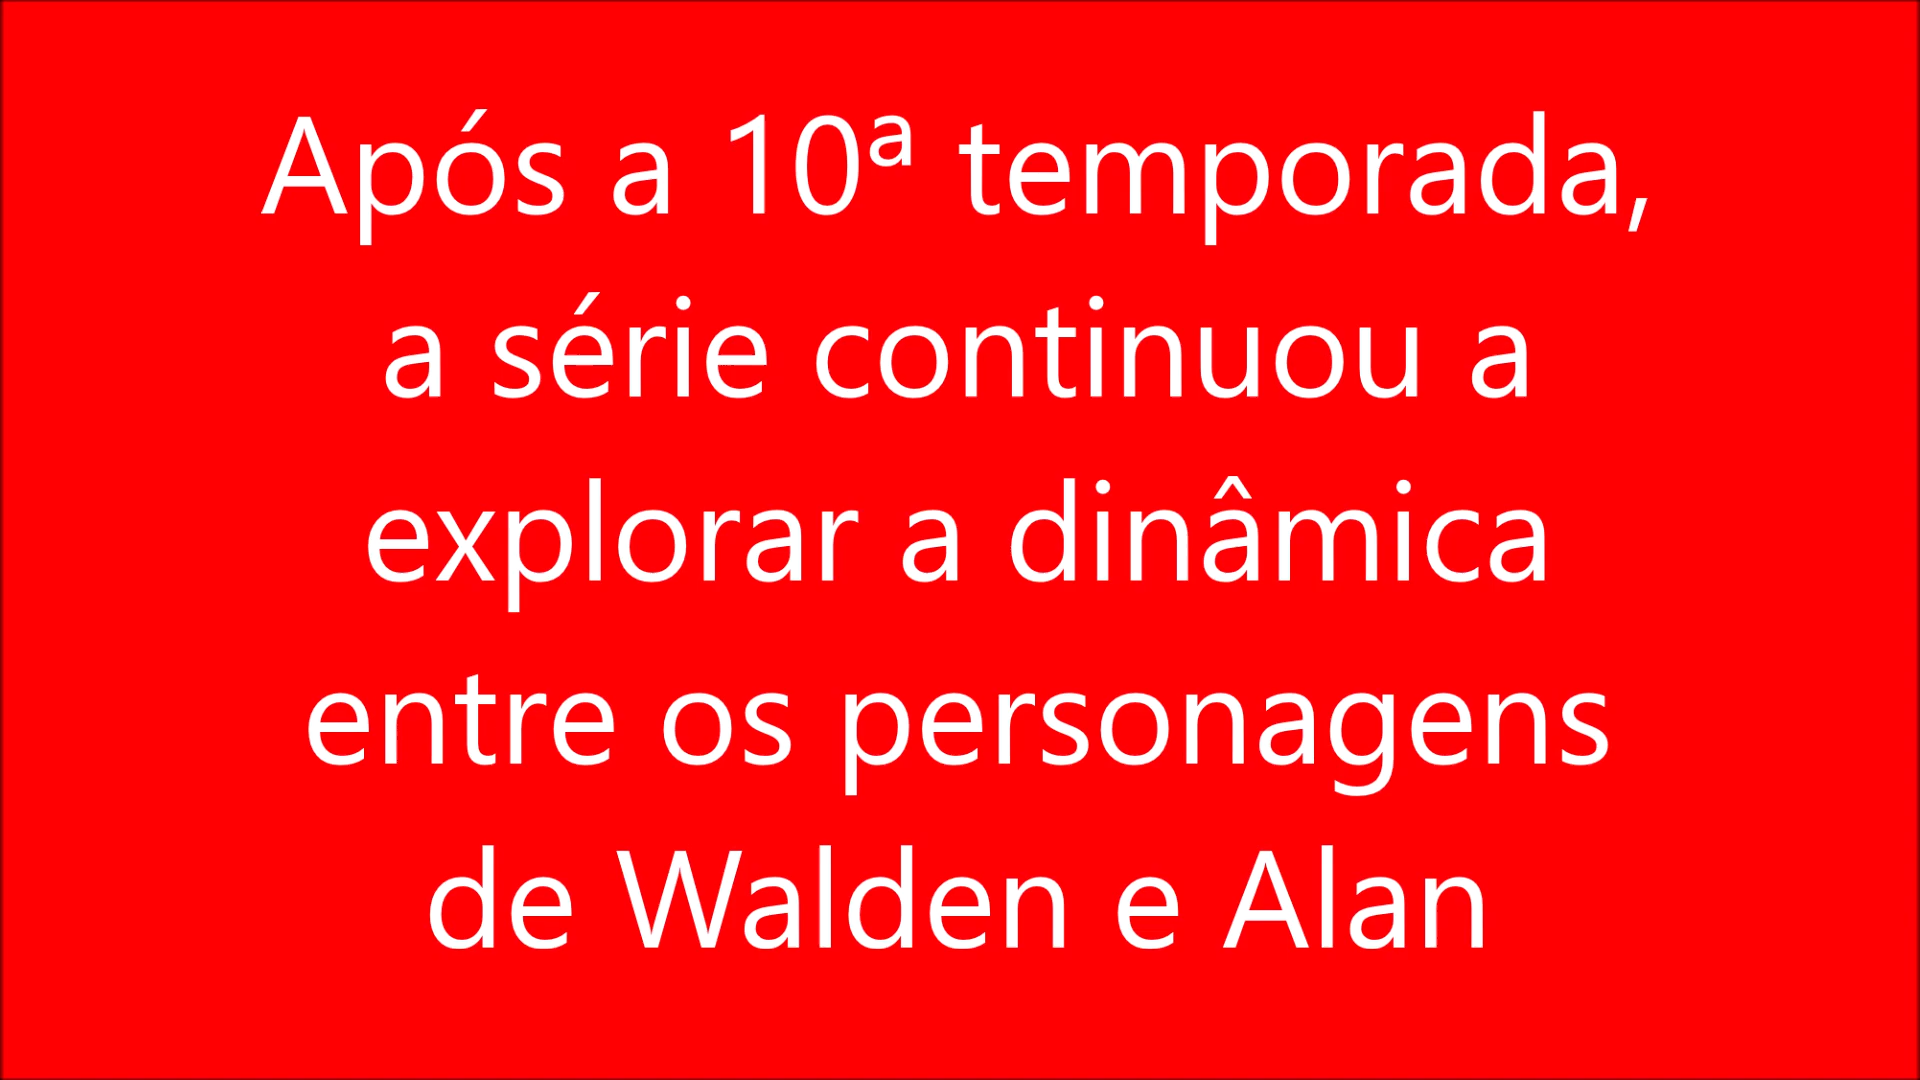 Após a 10ª temporada,
a série continuou a
explorar a dinâmica
entre os personagens
de Walden e Alan